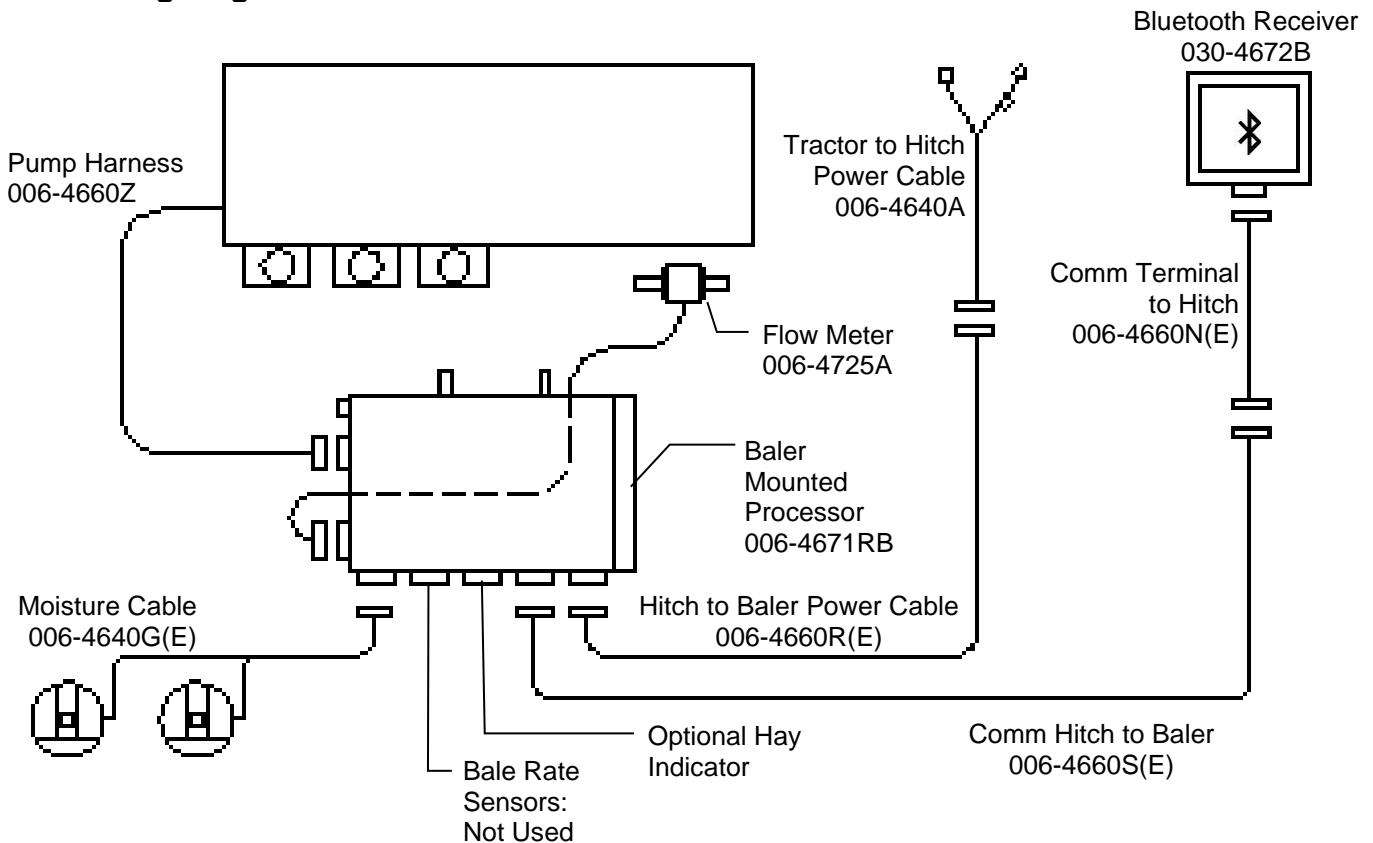 Bluetooth Receiver
030-4672B
Pump Harness
006-4660Z
Tractor to Hitch
Power Cable
006-4640A
Comm Terminal
to Hitch
006-4660N(E)
Flow Meter
006-4725A
Baler
Mounted
Processor
006-4671RB
Moisture Cable
006-4640G(E)
Hitch to Baler Power Cable
006-4660R(E)
Optional Hay
Indicator
Comm Hitch to Baler
006-4660S(E)
Bale Rate
Sensors:
Not Used